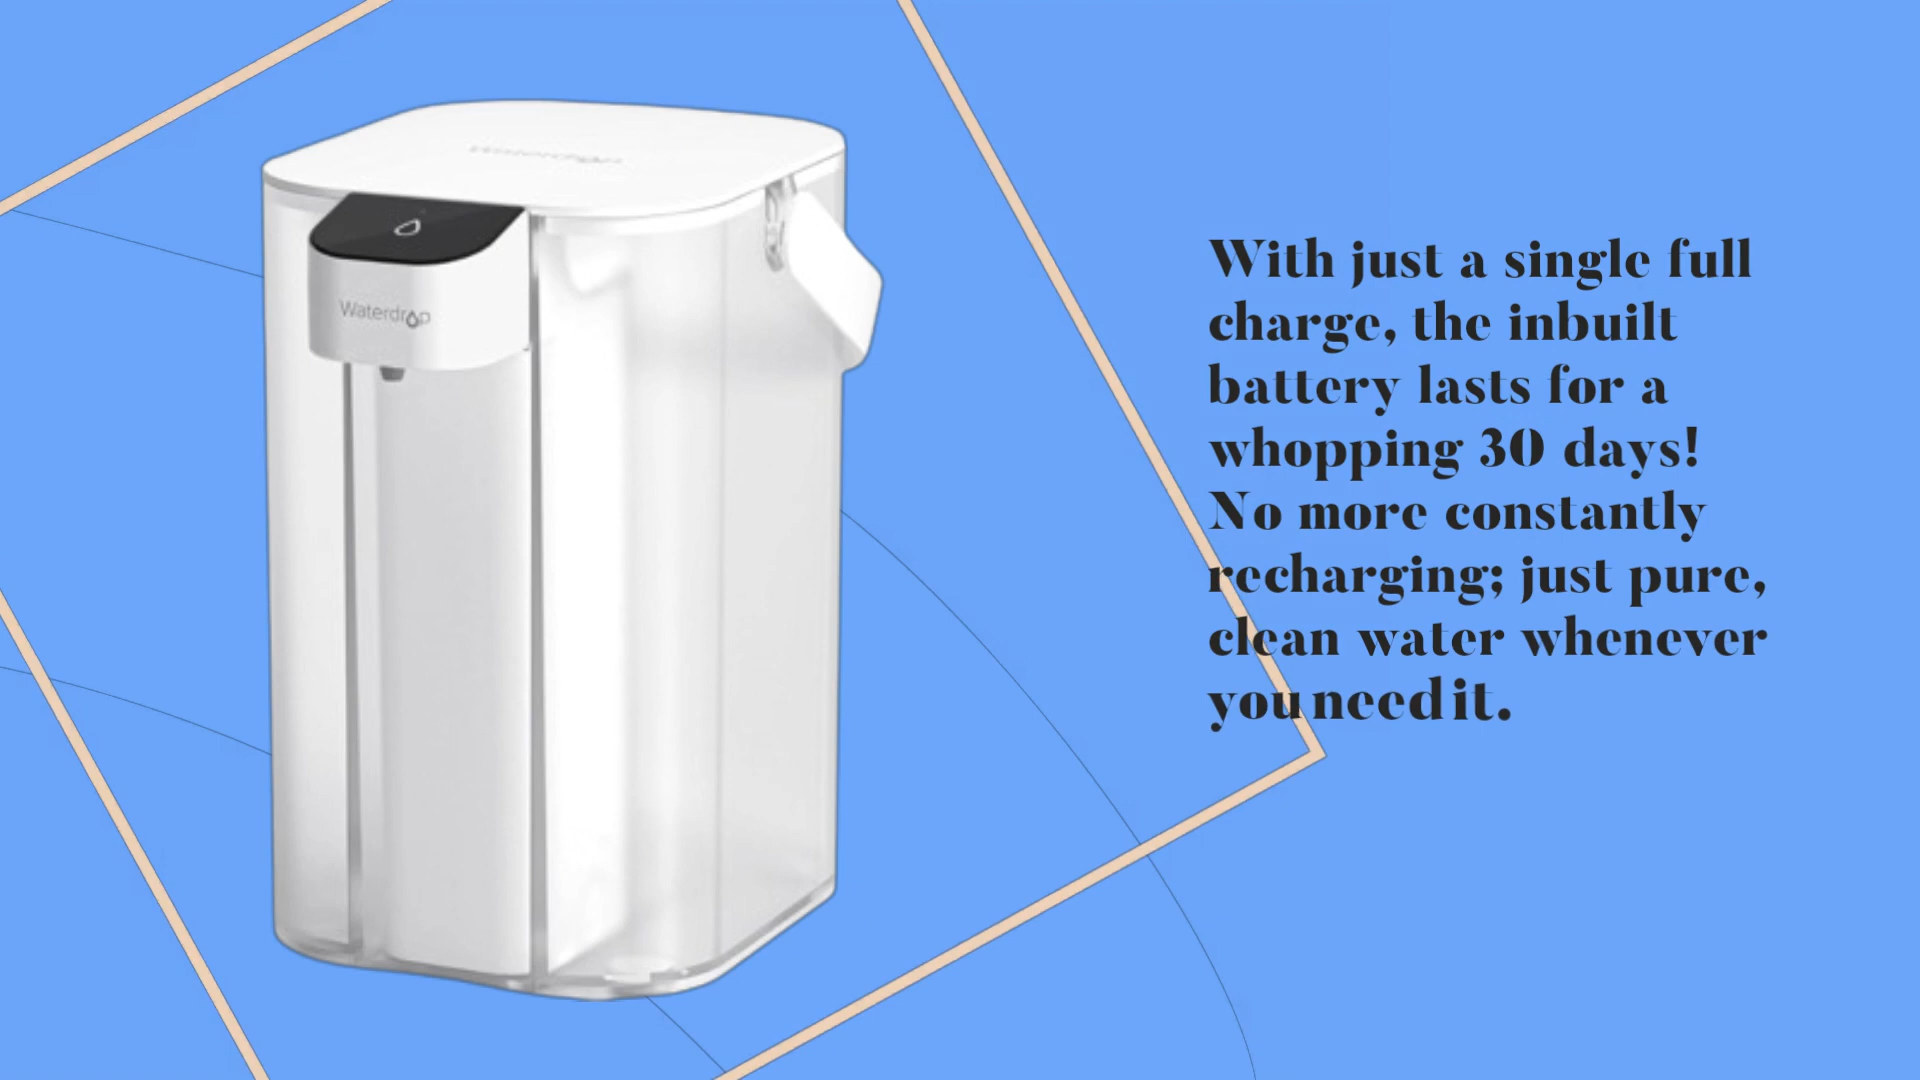 Waterdrop
Waterdrop
With just a single full
charge, the inbuilt
battery lasts for a
whopping 30 days!
No more constantly
recharging; just pure,
clean water whenever
you need it.